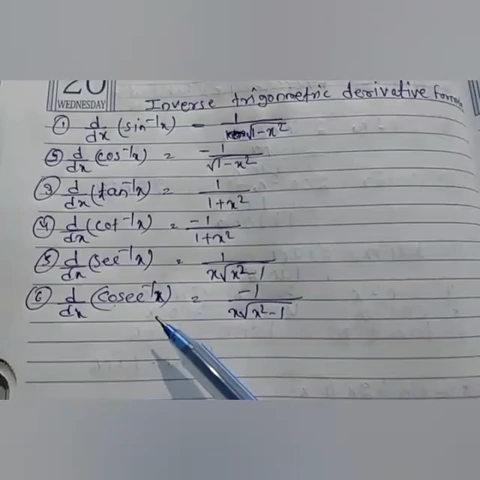 20
WEDNESDAY
Inverse trigonmetric derivative
① d/dx (sin⁻¹x) = 1/√1-x²
② d/dx (cos⁻¹x) = -1/√1-x²
③ d/dx (tan⁻¹x) = 1/1+x²
④ d/dx (cot⁻¹x) = -1/1+x²
⑤ d/dx (sec⁻¹x) = 1/x√x²-1
⑥ d/dx (cosec⁻¹x) = -1/x√x²-1